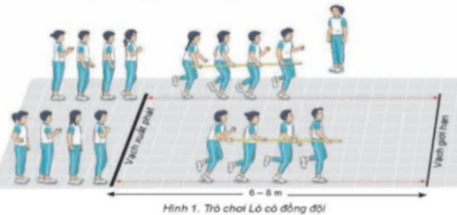 Vạch xuất phát
Vạch giới hạn
6 – 8 m
Hình 1. Trò chơi Lò cò đồng đội